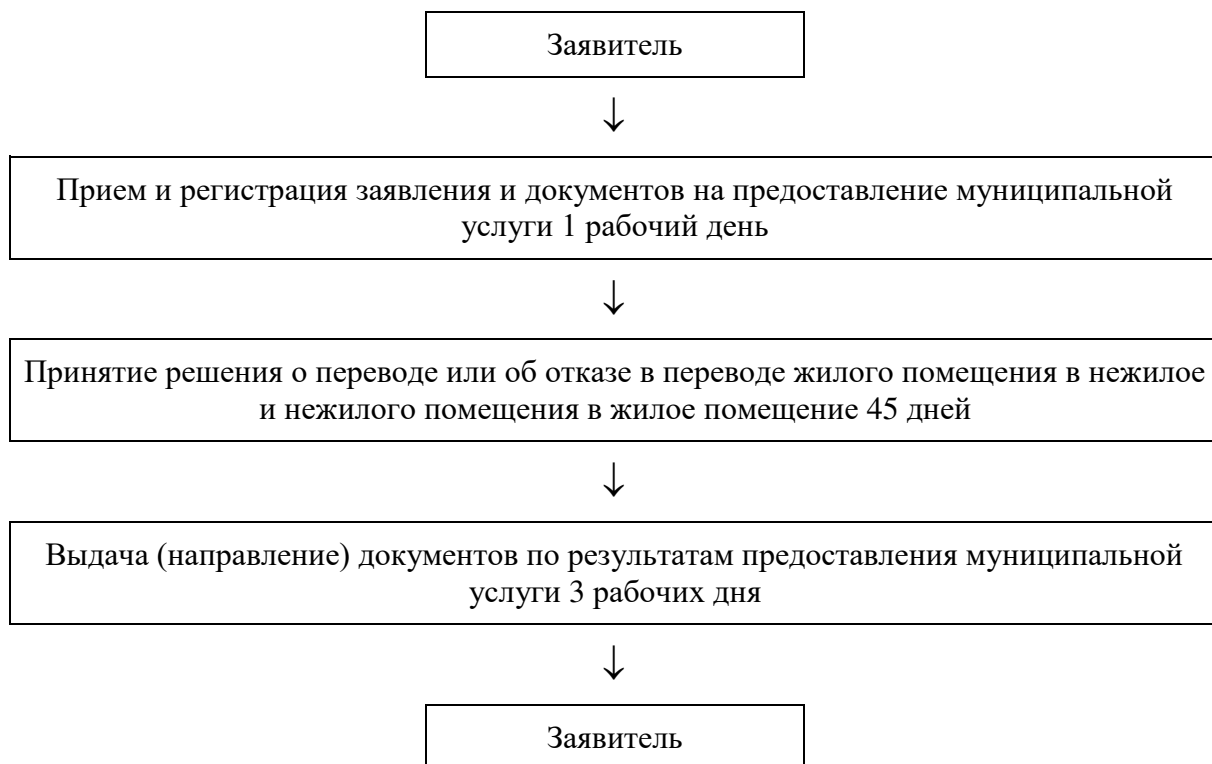 Заявитель
↓
Прием и регистрация заявления и документов на предоставление муниципальной
услуги 1 рабочий день
↓
Принятие решения о переводе или об отказе в переводе жилого помещения в нежилое
и нежилого помещения в жилое помещение 45 дней
↓
Выдача (направление) документов по результатам предоставления муниципальной
услуги 3 рабочих дня
↓
Заявитель